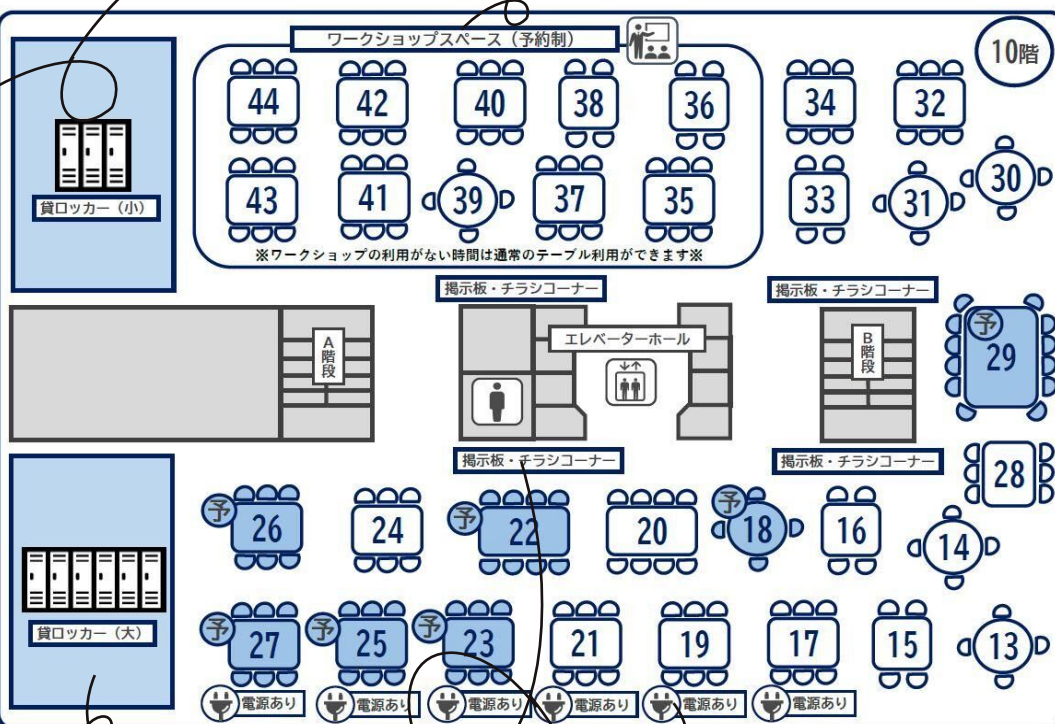 ワークショップスペース（予約制）
10階
44 42 40 38 36 34 32
43 41 39 37 35 33 31 30
貸ロッカー（小）
※ワークショップの利用がない時間は通常のテーブル利用ができます※
掲示板・チラシコーナー 掲示板・チラシコーナー
A階段
エレベーターホール
B階段
予 29
掲示板・チラシコーナー 掲示板・チラシコーナー
28
予 26 24 予 22 20 予 18 16 14
貸ロッカー（大）
予 27 予 25 予 23 21 19 17 15 13
電源あり 電源あり 電源あり 電源あり 電源あり 電源あり